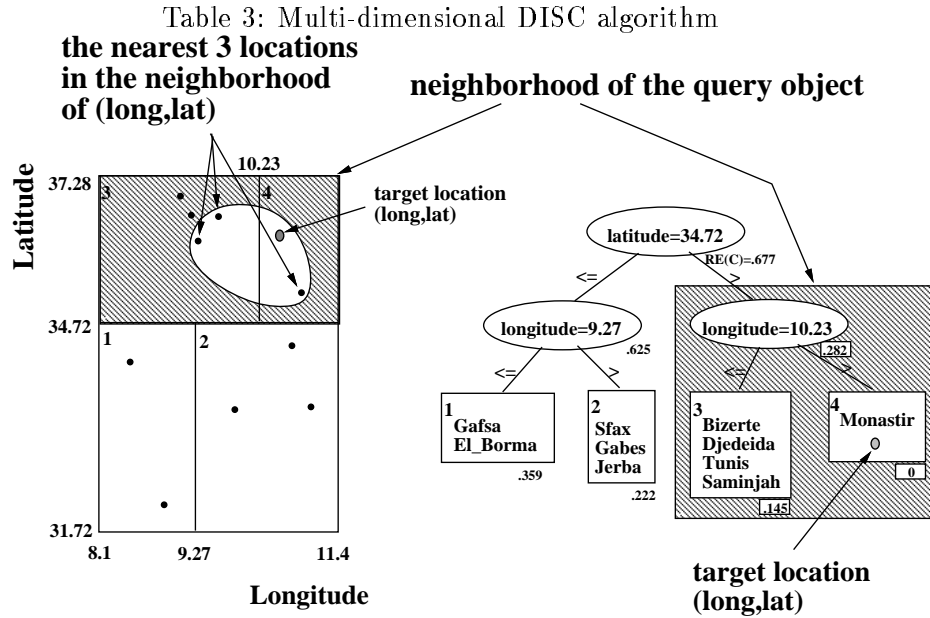 Table 3: Multi-dimensional DISC algorithm
the nearest 3 locations
in the neighborhood
of (long,lat)
neighborhood of the query object
10.23
37.28
3
4
target location
(long,lat)
Latitude
34.72
1
2
31.72
8.1
9.27
11.4
Longitude
latitude=34.72
RE(C)=.677
<=
>
longitude=9.27
.625
longitude=10.23
.282
<=
>
<=
>
1
Gafsa
El_Borma
.359
2
Sfax
Gabes
Jerba
.222
3
Bizerte
Djedeida
Tunis
Saminjah
.145
4
Monastir
0
target location
(long,lat)